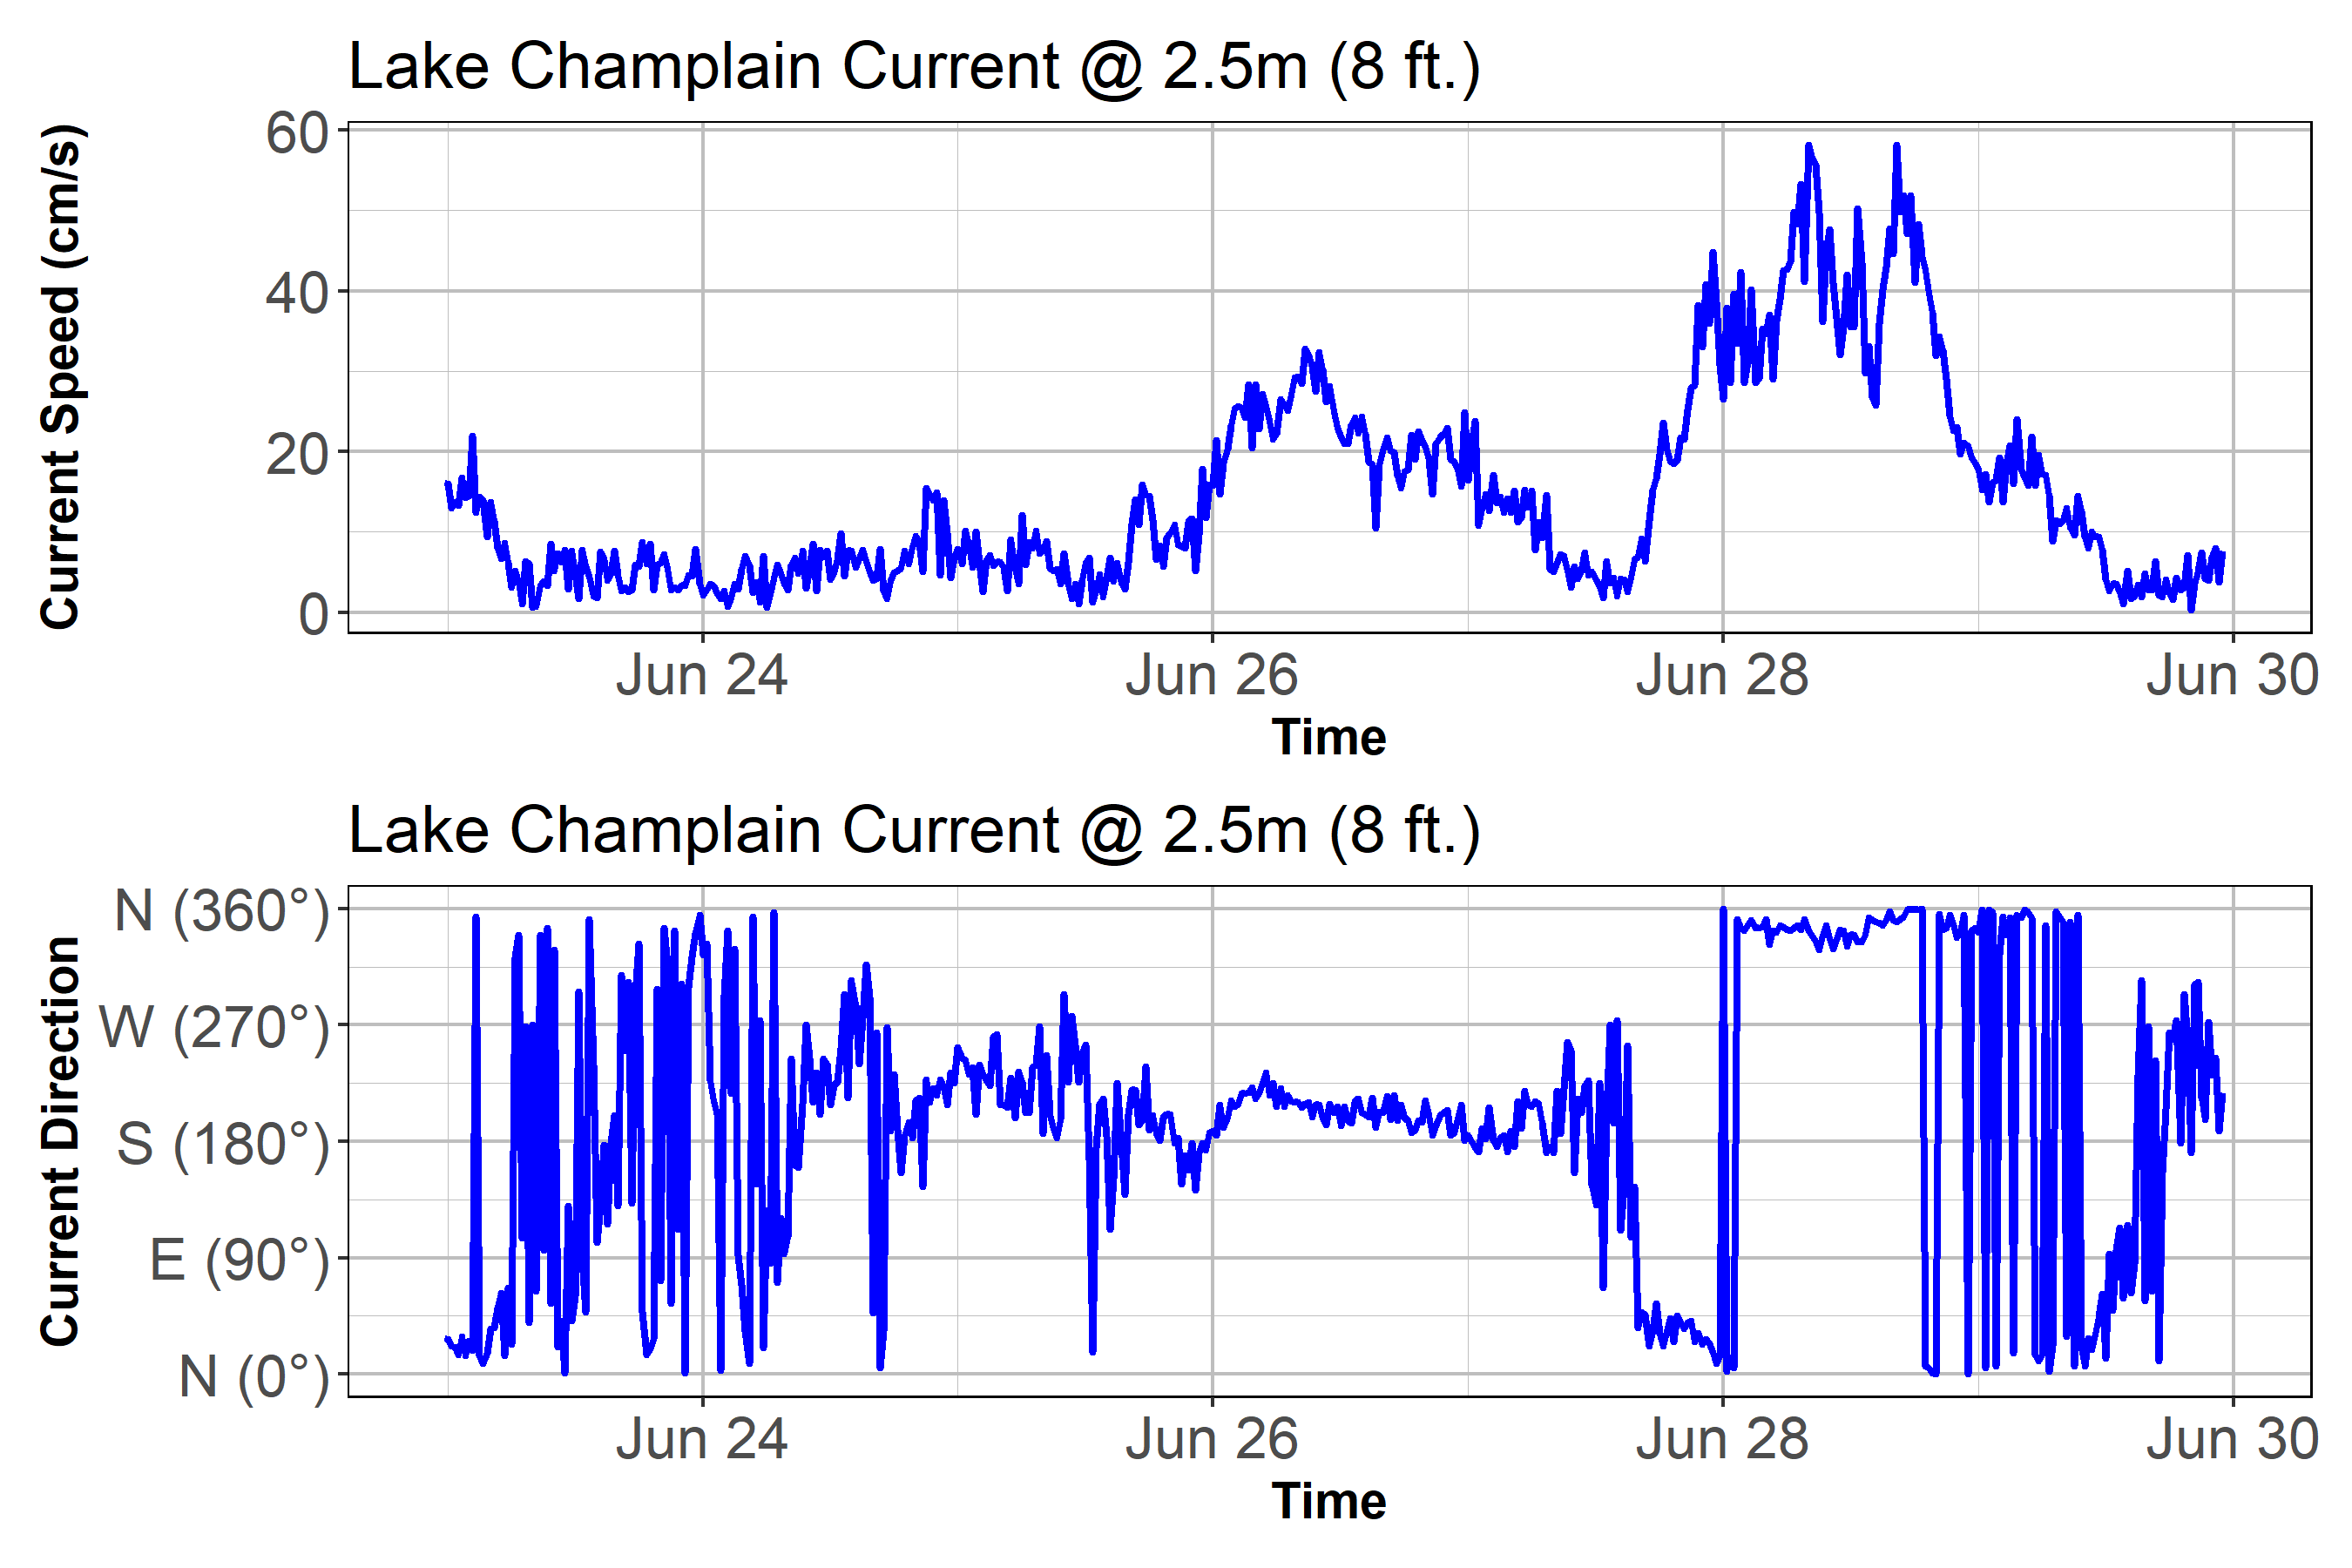 Lake Champlain Current @ 2.5m (8 ft.)
Current Speed (cm/s)
60
40
20
0
Jun 24 Jun 26 Jun 28 Jun 30
Time
Lake Champlain Current @ 2.5m (8 ft.)
Current Direction
N (360°)
W (270°)
S (180°)
E (90°)
N (0°)
Jun 24 Jun 26 Jun 28 Jun 30
Time